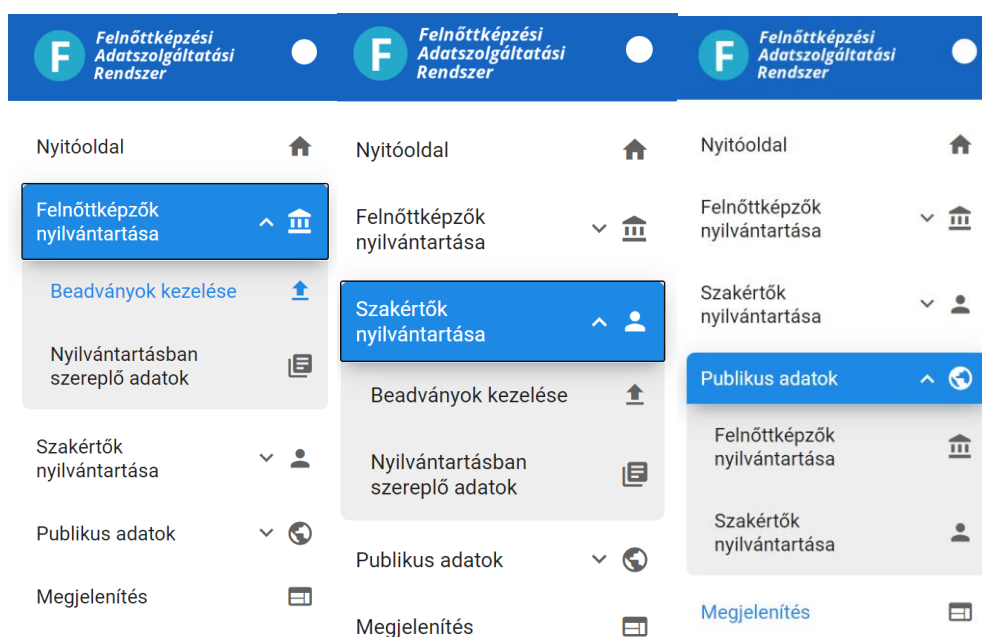 F
Felnőttképzési
Adatszolgáltatási
Rendszer
Nyitóoldal
Felnőttképzők
nyilvántartása
Beadványok kezelése
Nyilvántartásban
szereplő adatok
Szakértők
nyilvántartása
Publikus adatok
Megjelenítés
F
Felnőttképzési
Adatszolgáltatási
Rendszer
Nyitóoldal
Felnőttképzők
nyilvántartása
Szakértők
nyilvántartása
Beadványok kezelése
Nyilvántartásban
szereplő adatok
Publikus adatok
Megjelenítés
F
Felnőttképzési
Adatszolgáltatási
Rendszer
Nyitóoldal
Felnőttképzők
nyilvántartása
Szakértők
nyilvántartása
Publikus adatok
Felnőttképzők
nyilvántartása
Szakértők
nyilvántartása
Megjelenítés